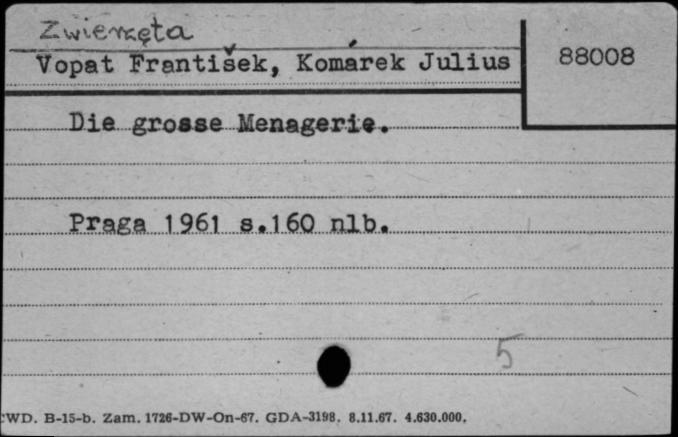 Zwierzęta
Vopat František, Komárek Julius
88008
Die grosse Menagerie.
Praga 1961 s.160 nlb.
5
CWD. B-15-b. Zam. 1726-DW-On-67. GDA-3198. 8.11.67. 4.630.000.